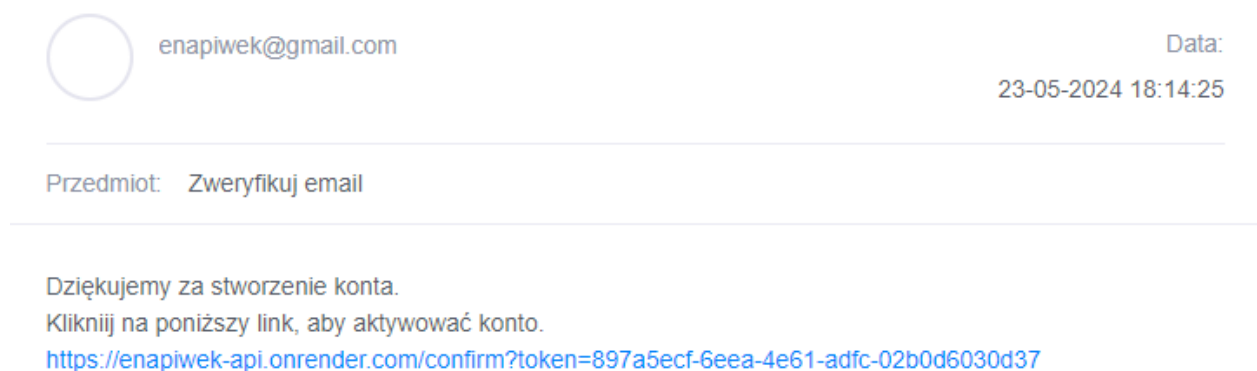 enapiwek@gmail.com
Data:
23-05-2024 18:14:25
Przedmiot: Zweryfikuj email
Dziękujemy za stworzenie konta.
Klikniij na poniższy link, aby aktywować konto.
https://enapiwek-api.onrender.com/confirm?token=897a5ecf-6eea-4e61-adfc-02b0d6030d37